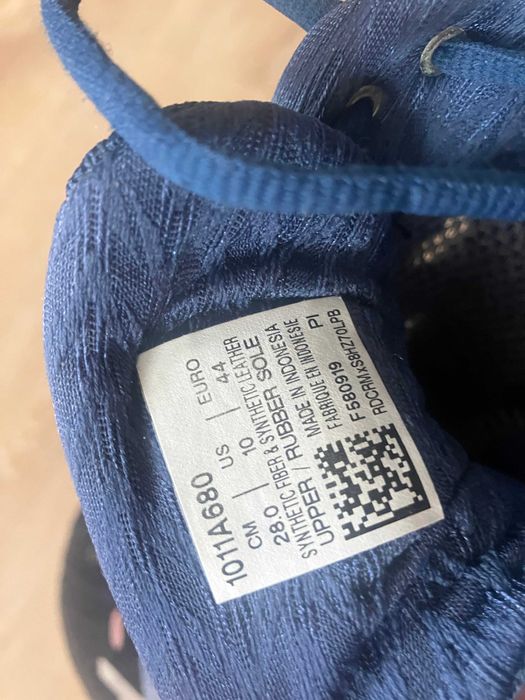 1011A680
CM | US | EURO
28.0 | 10 | 44
SYNTHETIC FIBER & SYNTHETIC LEATHER
UPPER / RUBBER SOLE
MADE IN INDONESIA
FABRIQUE EN INDONESIE
F580919 PI
RDCRMXSBHZ70LPB